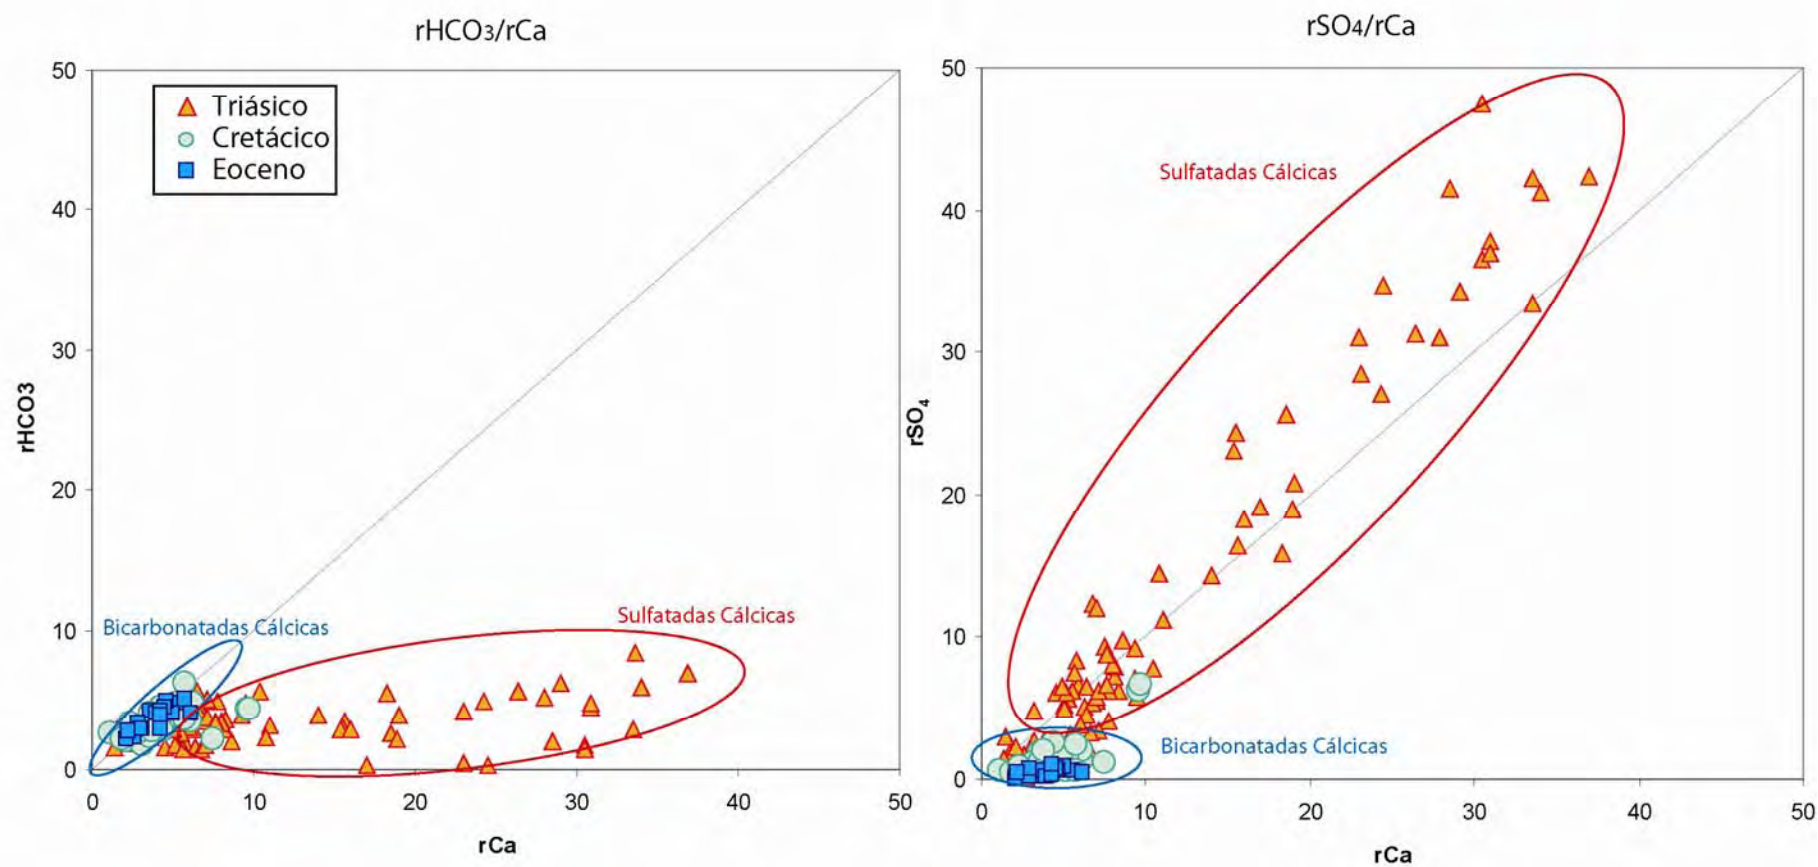 rHCO3/rCa
50
40
30
20
10
0
rHCO3
Triásico
Cretácico
Eoceno
Bicarbonatadas Cálcicas
Sulfatadas Cálcicas
0 10 20 30 40 50
rCa
rSO4/rCa
50
40
30
20
10
0
rSO4
Sulfatadas Cálcicas
Bicarbonatadas Cálcicas
0 10 20 30 40 50
rCa